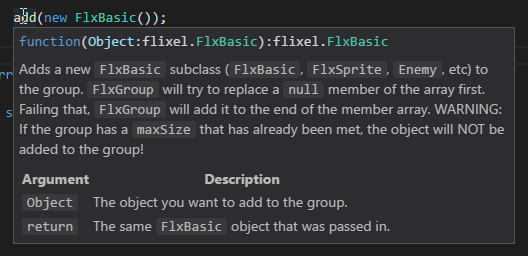 add(new FlxBasic());
function(Object:flixel.FlxBasic):flixel.FlxBasic
Adds a new FlxBasic subclass ( FlxBasic, FlxSprite, Enemy, etc) to
the group. FlxGroup will try to replace a null member of the array first.
Failing that, FlxGroup will add it to the end of the member array. WARNING:
If the group has a maxSize that has already been met, the object will NOT be
added to the group!
Argument Description
Object The object you want to add to the group.
return The same FlxBasic object that was passed in.